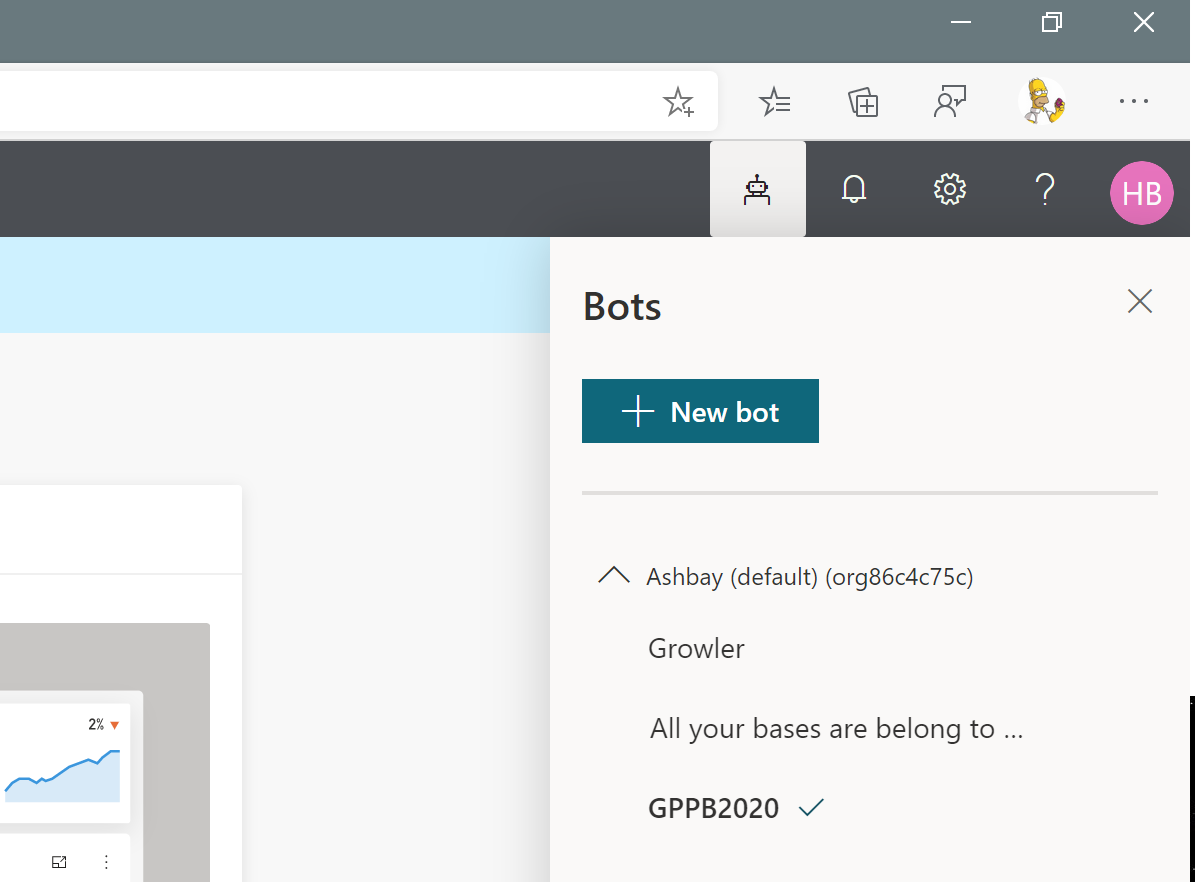 HB
Bots
New bot
Ashbay (default) (org86c4c75c)
Growler
All your bases are belong to ...
GPPB2020
2%